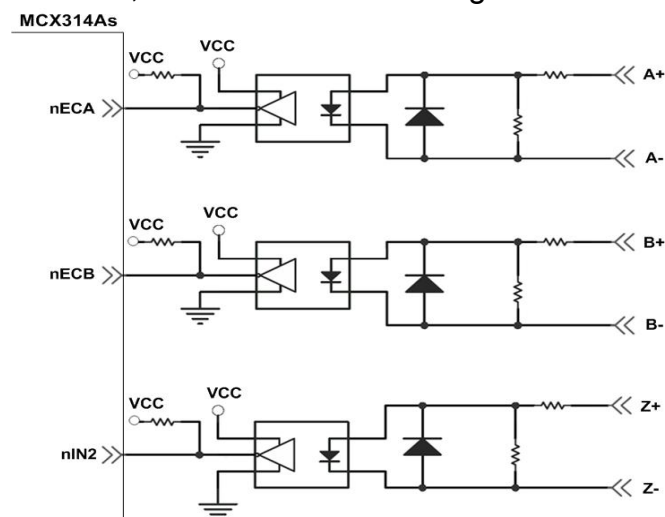 MCX314As
VCC VCC
nECA A+
A-
VCC VCC
nECB B+
B-
VCC VCC
nIN2 Z+
Z-